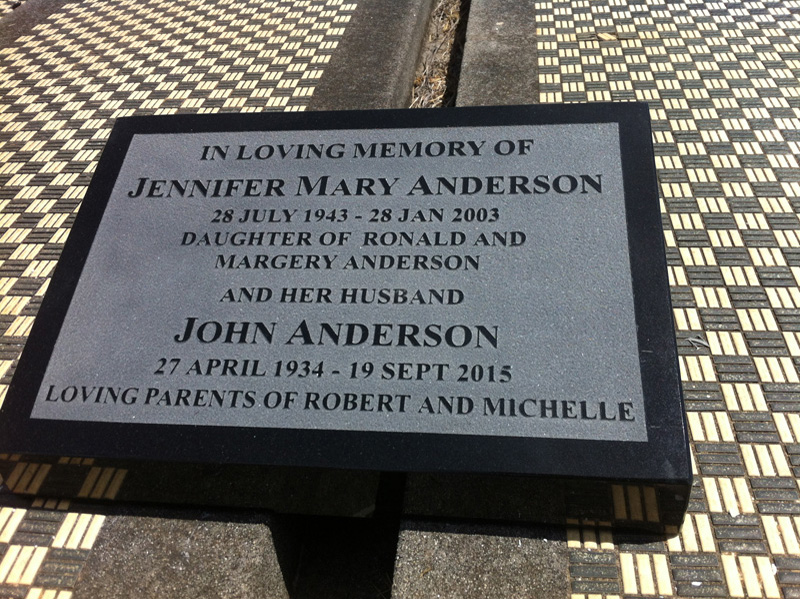 IN LOVING MEMORY OF
JENNIFER MARY ANDERSON
28 JULY 1943 - 28 JAN 2003
DAUGHTER OF RONALD AND
MARGERY ANDERSON
AND HER HUSBAND
JOHN ANDERSON
27 APRIL 1934 - 19 SEPT 2015
LOVING PARENTS OF ROBERT AND MICHELLE